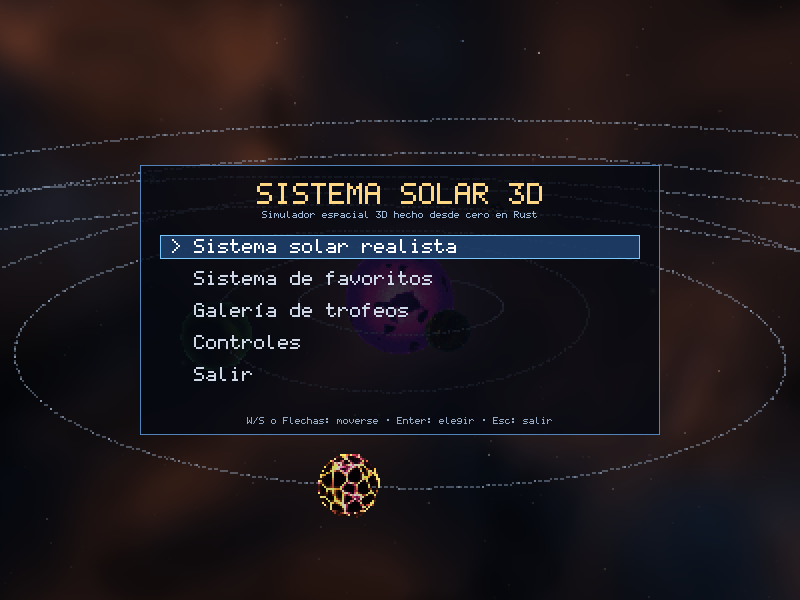 SISTEMA SOLAR 3D
Simulador espacial 3D hecho desde cero en Rust
> Sistema solar realista
Sistema de favoritos
Galería de trofeos
Controles
Salir
W/S o Flechas: moverse • Enter: elegir • Esc: salir